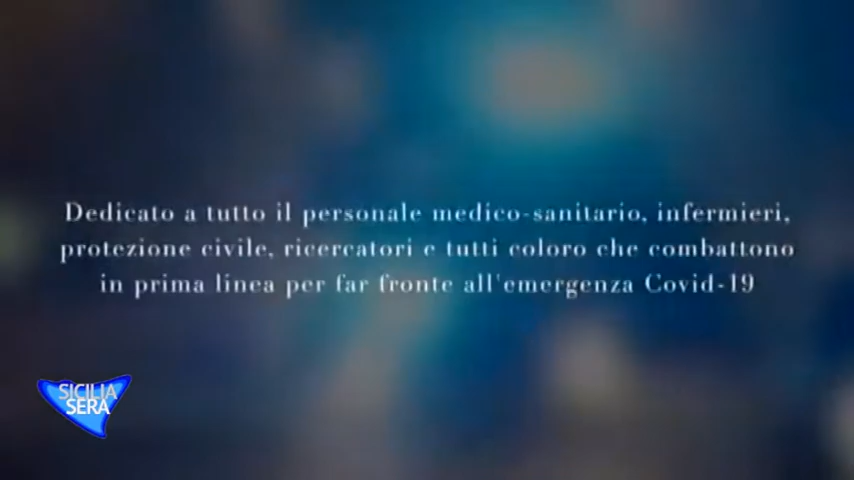 Dedicato a tutto il personale medico-sanitario, infermieri,
protezione civile, ricercatori e tutti coloro che combattono
in prima linea per far fronte all'emergenza Covid-19
SICILIA
SERA